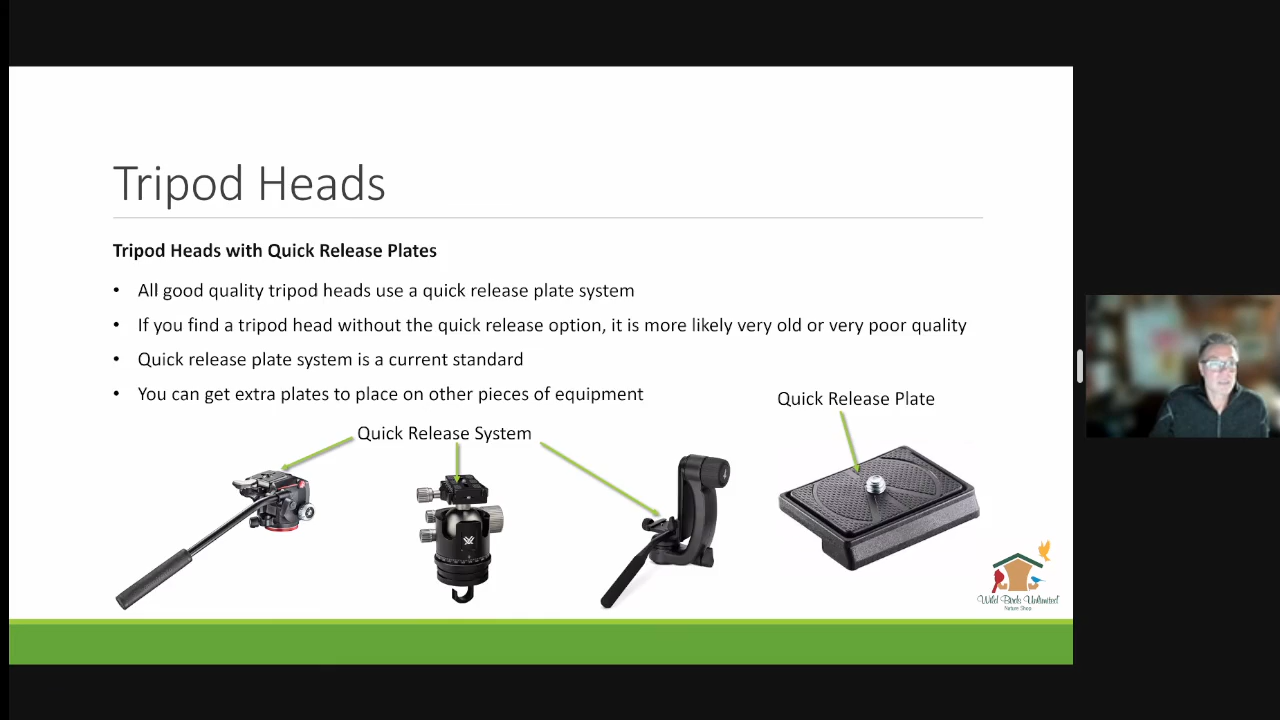 Tripod Heads
Tripod Heads with Quick Release Plates
• All good quality tripod heads use a quick release plate system
• If you find a tripod head without the quick release option, it is more likely very old or very poor quality
• Quick release plate system is a current standard
• You can get extra plates to place on other pieces of equipment
Quick Release Plate
Quick Release System
Wild Birds Unlimited
Nature Shop